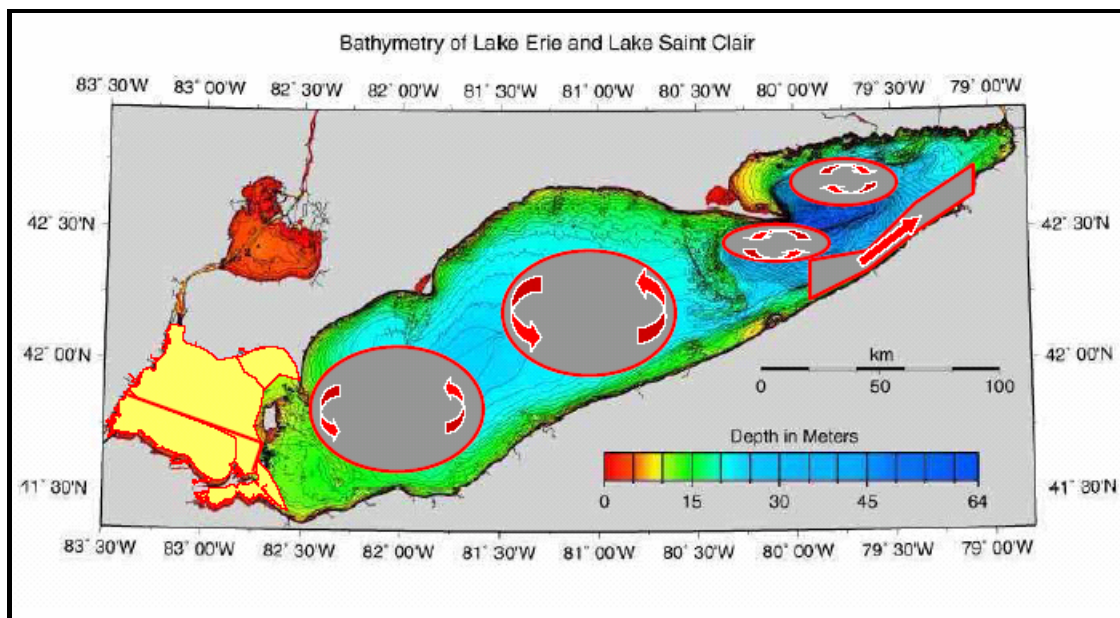 Bathymetry of Lake Erie and Lake Saint Clair
83° 30'W 83° 00'W 82° 30'W 82° 00'W 81° 30'W 81° 00'W 80° 30'W 80° 00'W 79° 30'W 79° 00'W
42° 30'N 42° 30'N
42° 00'N 42° 00'N
km
0 50 100
Depth in Meters
0 15 30 45 64
11° 30'N 41° 30'N
83° 30'W 83° 00'W 82° 30'W 82° 00'W 81° 30'W 81° 00'W 80° 30'W 80° 00'W 79° 30'W 79° 00'W